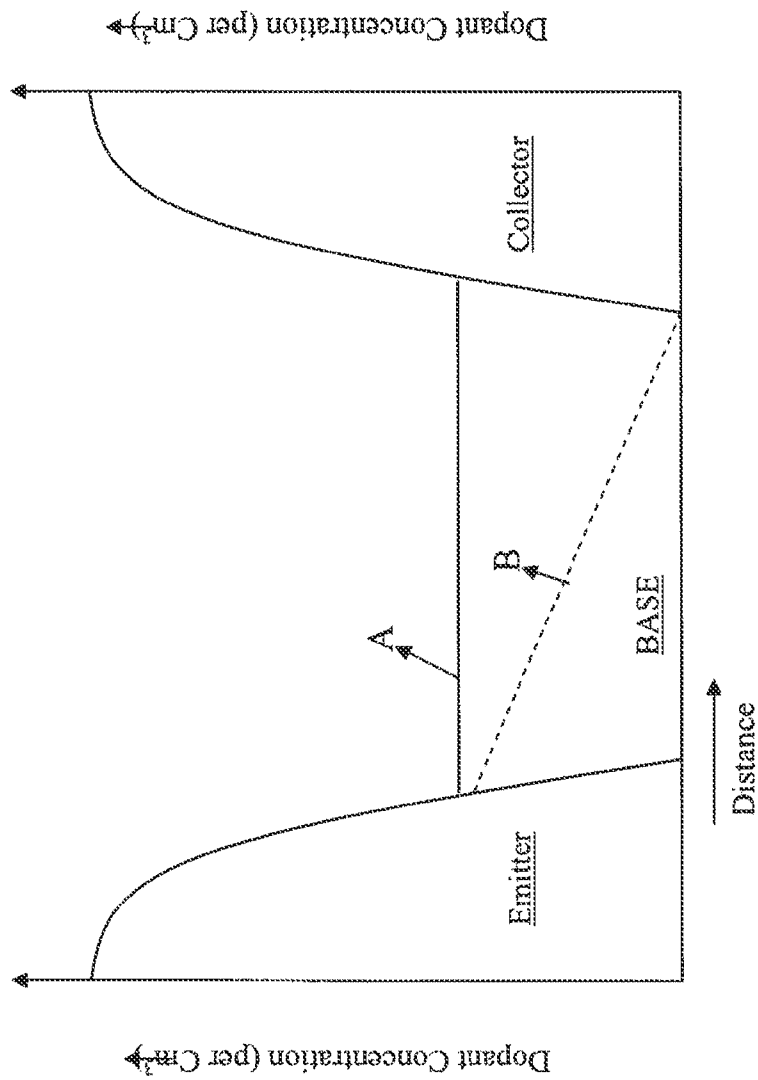 Dopant Concentration (per Cm³)
Dopant Concentration (per Cm³)
Emitter
Collector
A
B
BASE
Distance